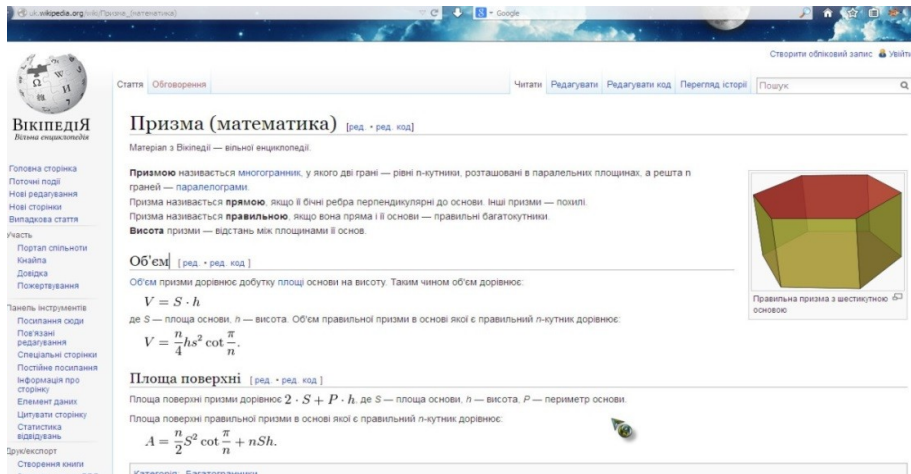 uk.wikipedia.org/wiki/Призма_(математика)
Google
Створити обліковий запис Увійти
Стаття Обговорення Читати Редагувати Редагувати код Перегляд історії Пошук
ВІКІПЕДІЯ
Вільна енциклопедія
Головна сторінка
Поточні події
Нові редагування
Нові сторінки
Випадкова стаття
Участь
Портал спільноти
Кнайпа
Довідка
Пожертвування
Панель інструментів
Посилання сюди
Пов'язані
редагування
Спеціальні сторінки
Постійне посилання
Інформація про
сторінку
Елемент даних
Цитувати сторінку
Статистика
відвідувань
Друк/експорт
Створення книги
Призма (математика) [ред. • ред. код]
Матеріал з Вікіпедії — вільної енциклопедії.
Призмою називається многогранник, у якого дві грані — рівні n-кутники, розташовані в паралельних площинах, а решта n
граней — паралелограми.
Призма називається прямою, якщо її бічні ребра перпендикулярні до основи. Інші призми — похилі.
Призма називається правильною, якщо вона пряма і її основи — правильні багатокутники.
Висота призми — відстань між площинами її основ.
Правильна призма з шестикутною
основою
Об'єм [ред. • ред. код]
Об'єм призми дорівнює добутку площі основи на висоту. Таким чином об'єм дорівнює:
V = S · h
де S — площа основи, h — висота. Об'єм правильної призми в основі якої є правильний n-кутник дорівнює:
V = n/4 hs² cot π/n.
Площа поверхні [ред. • ред. код]
Площа поверхні призми дорівнює 2 · S + P · h, де S — площа основи, h — висота, P — периметр основи.
Площа поверхні правильної призми в основі якої є правильний n-кутник дорівнює:
A = n/2 S² cot π/n + nSh.
Категорія: Багатогранники